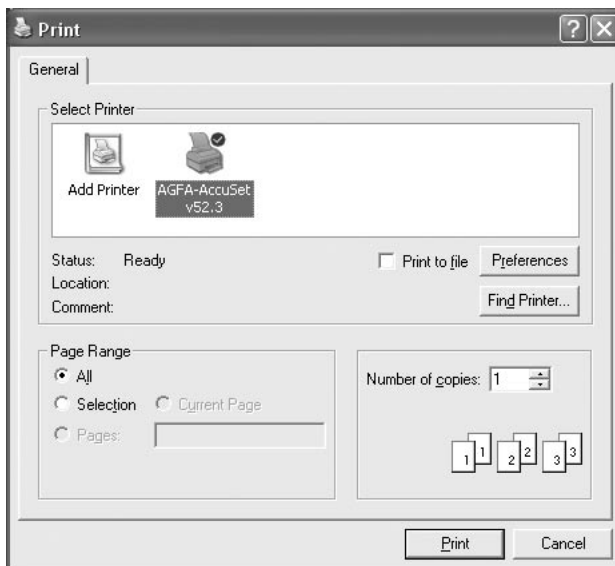 Print
General
Select Printer
Add Printer
AGFA-AccuSet
v52.3
Status: Ready
Location:
Comment:
Print to file
Preferences
Find Printer...
Page Range
All
Selection
Current Page
Pages:
Number of copies: 1
1 1 2 2 3 3
Print
Cancel